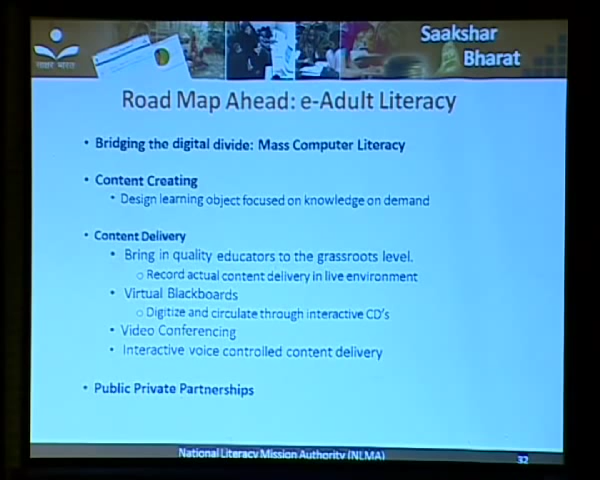 Saakshar
Bharat
साक्षर भारत
Road Map Ahead: e-Adult Literacy
• Bridging the digital divide: Mass Computer Literacy
• Content Creating
• Design learning object focused on knowledge on demand
• Content Delivery
• Bring in quality educators to the grassroots level.
○ Record actual content delivery in live environment
• Virtual Blackboards
○ Digitize and circulate through interactive CD's
• Video Conferencing
• Interactive voice controlled content delivery
• Public Private Partnerships
National Literacy Mission Authority (NLMA)
32